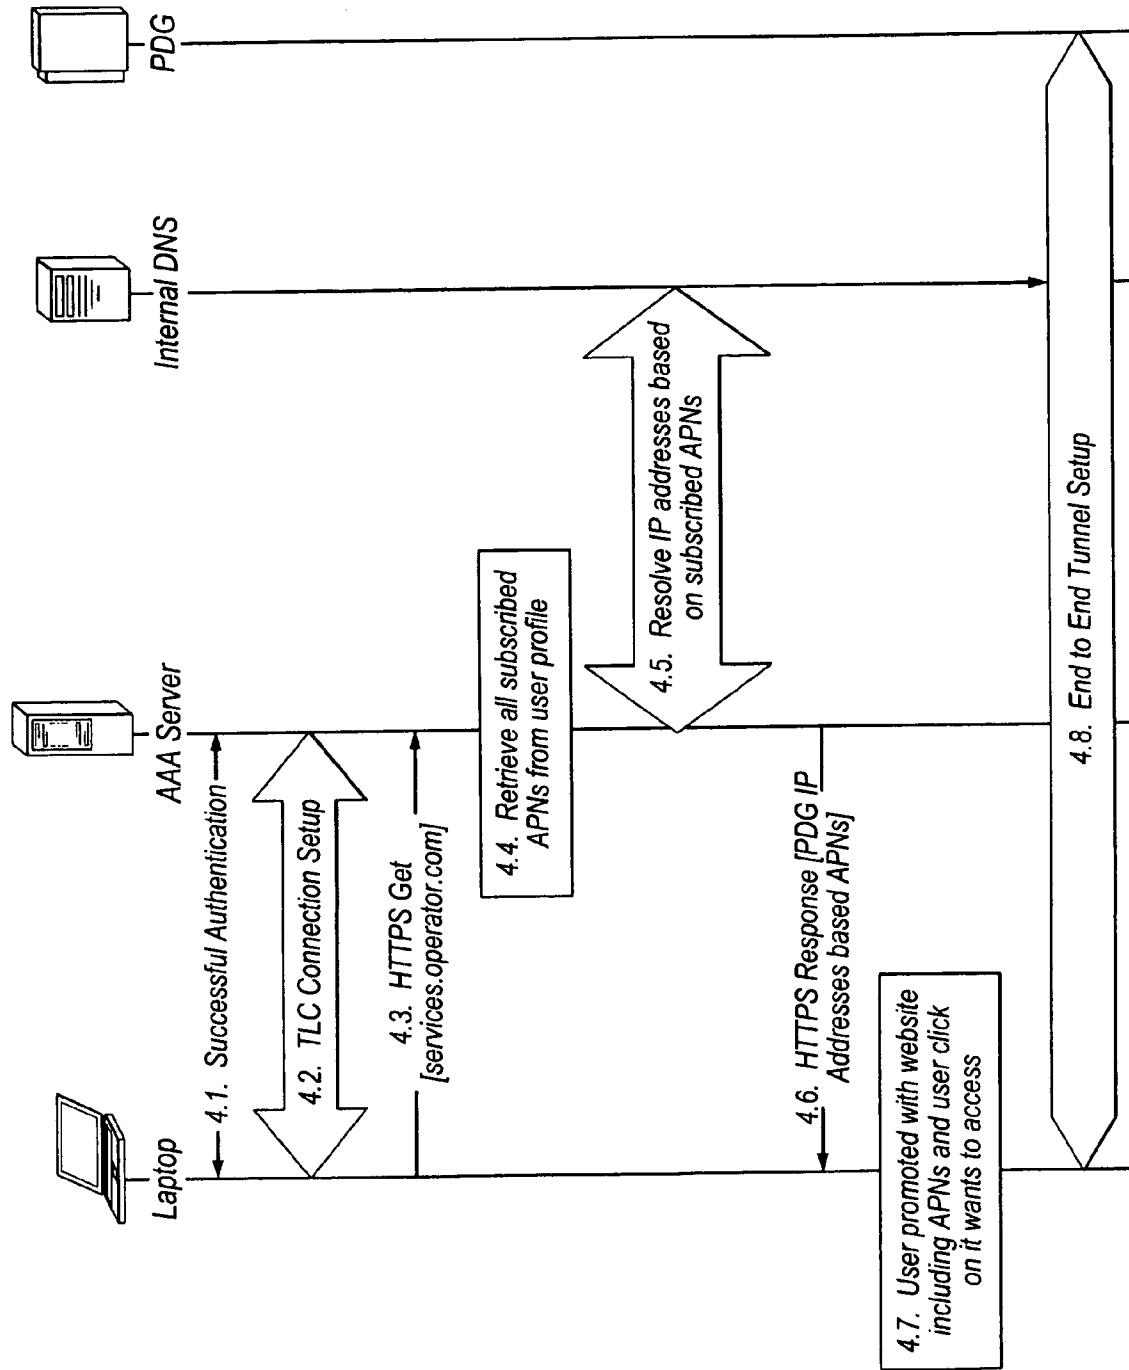 Laptop
AAA Server
Internal DNS
PDG
4.1. Successful Authentication
4.2. TLC Connection Setup
4.3. HTTPS Get
[services.operator.com]
4.4. Retrieve all subscribed
APNs from user profile
4.5. Resolve IP addresses based
on subscribed APNs
4.6. HTTPS Response [PDG IP
Addresses based APNs]
4.7. User promoted with website
including APNs and user click
on it wants to access
4.8. End to End Tunnel Setup